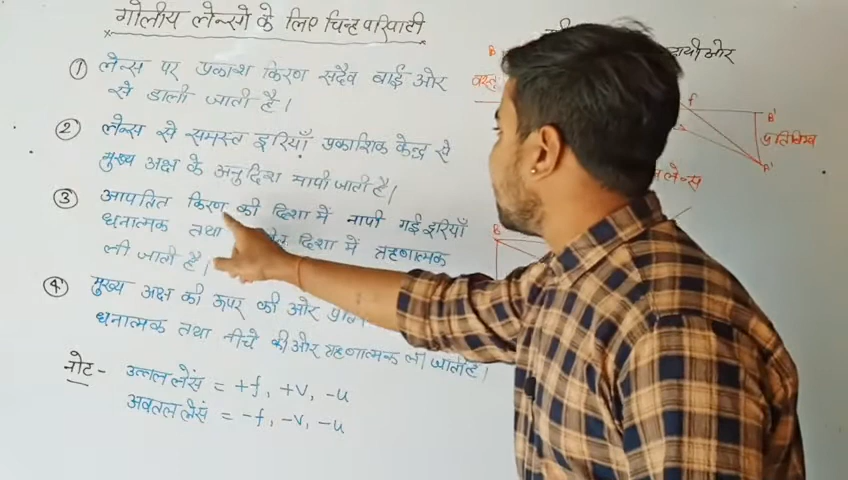 गोलीय लेन्सो के लिए चिन्ह परिपाटी
① लेन्स पर प्रकाश किरण सदैव बाईं ओर
से डाली जाती है।
② लेन्स से समस्त दूरियाँ प्रकाशिक केन्द्र से
मुख्य अक्ष के अनुदिश मापी जाती है।
③ आपतित किरण की दिशा में नापी गई दूरियाँ
धनात्मक तथा दिशा में ऋणात्मक
ली जाती है।
④ मुख्य अक्ष की ऊपर की ओर
धनात्मक तथा नीचे की ओर ऋणात्मक ली जाती है।
नोट - उत्तल लेंस = +f, +v, -u
अवतल लेंस = -f, -v, -u
B
f
B'
प्रतिबिम्ब
A'
लेन्स
B